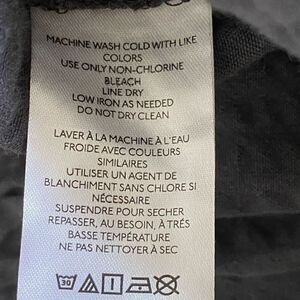 MACHINE WASH COLD WITH LIKE
COLORS
USE ONLY NON-CHLORINE
BLEACH
LINE DRY
LOW IRON AS NEEDED
DO NOT DRY CLEAN
LAVER À LA MACHINE À L'EAU
FROIDE AVEC COULEURS
SIMILAIRES
UTILISER UN AGENT DE
BLANCHIMENT SANS CHLORE SI
NÉCESSAIRE
SUSPENDRE POUR SECHER
REPASSER, AU BESOIN, À TRÉS
BASSE TEMPÉRATURE
NE PAS NETTOYER À SEC
30